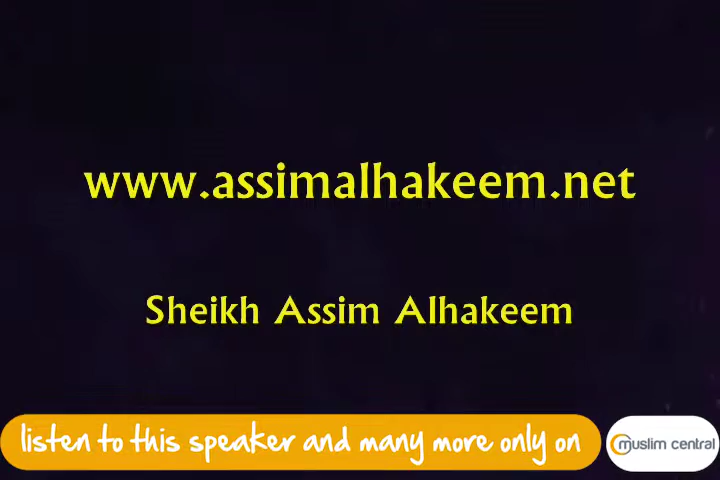 www.assimalhakeem.net
Sheikh Assim Alhakeem
listen to this speaker and many more only on
muslim central